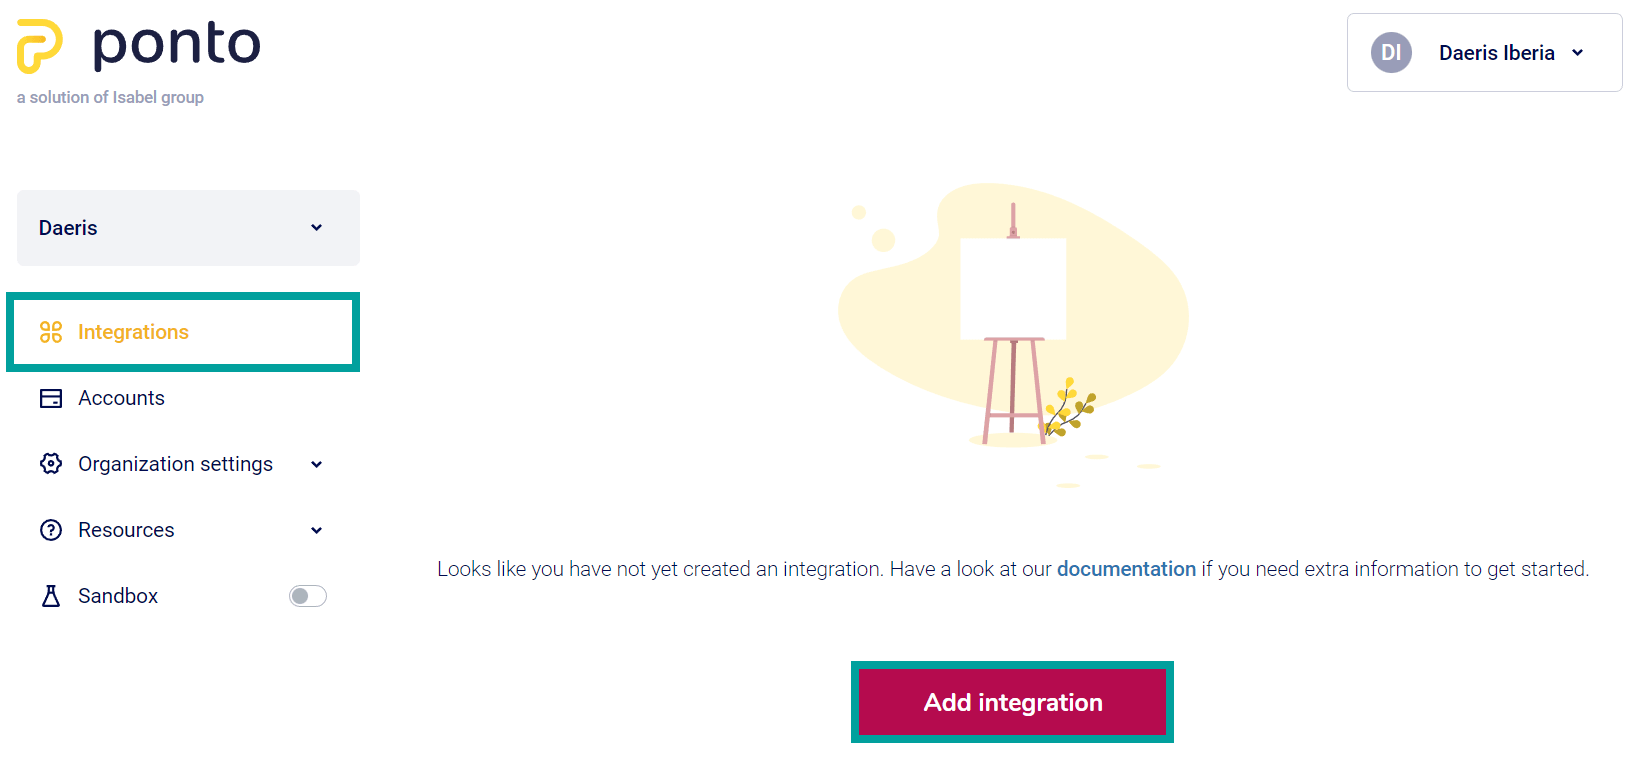 ponto
a solution of Isabel group
DI
Daeris Iberia
Daeris
Integrations
Accounts
Organization settings
Resources
Sandbox
Looks like you have not yet created an integration. Have a look at our documentation if you need extra information to get started.
Add integration